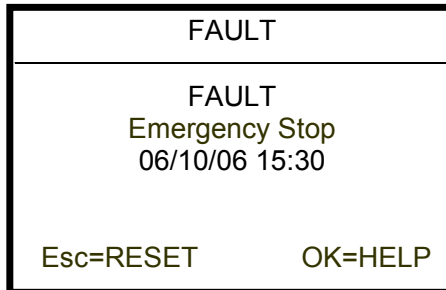 FAULT
FAULT
Emergency Stop
06/10/06 15:30
Esc=RESET OK=HELP